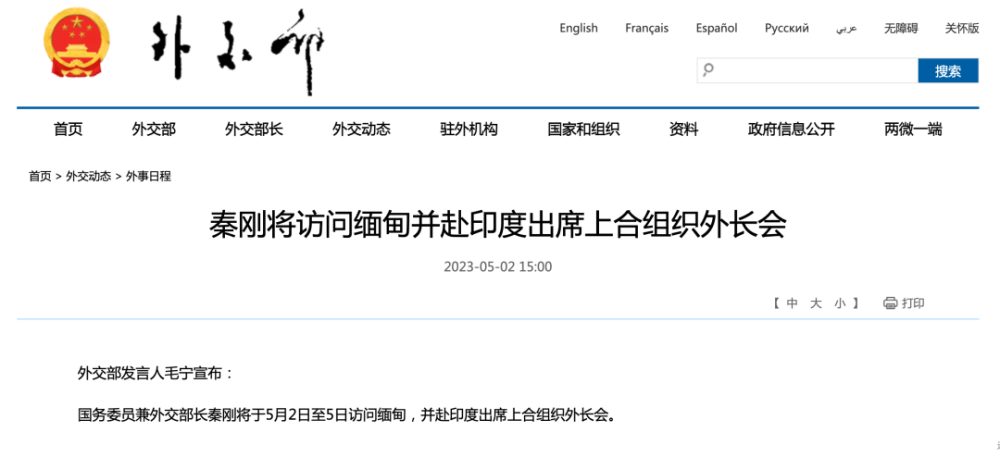 外交部
English Français Español Русский عربي 无障碍 关怀版
搜索
首页 外交部 外交部长 外交动态 驻外机构 国家和组织 资料 政府信息公开 两微一端
首页 > 外交动态 > 外事日程
秦刚将访问缅甸并赴印度出席上合组织外长会
2023-05-02 15:00
【 中 大 小 】 打印
外交部发言人毛宁宣布：
国务委员兼外交部长秦刚将于5月2日至5日访问缅甸，并赴印度出席上合组织外长会。